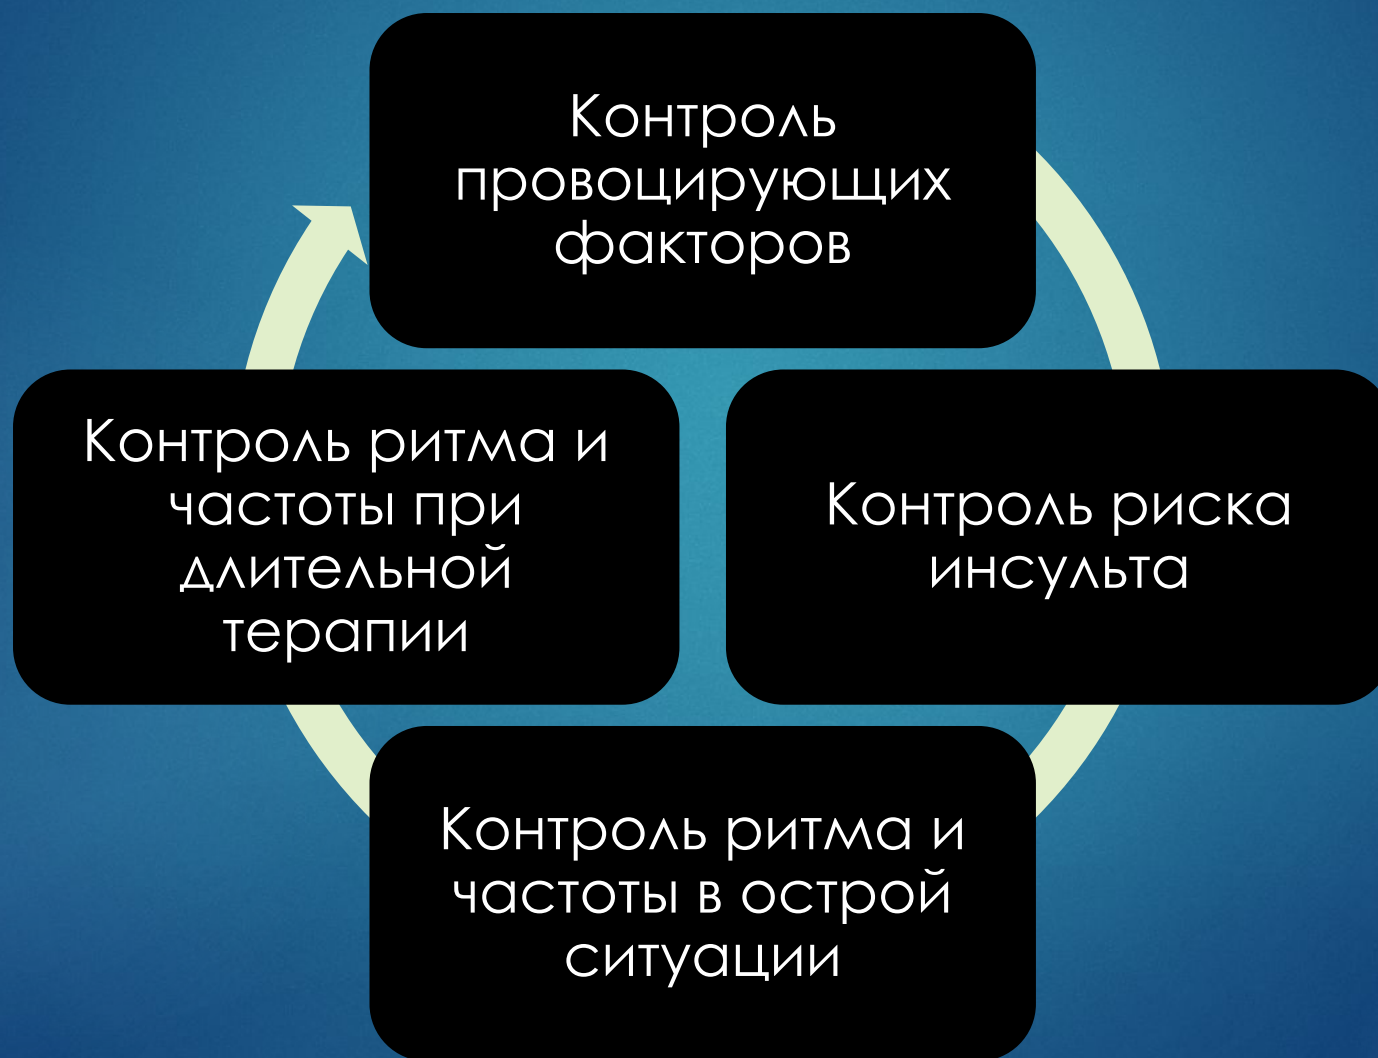 Контроль
провоцирующих
факторов
Контроль риска
инсульта
Контроль ритма и
частоты в острой
ситуации
Контроль ритма и
частоты при
длительной
терапии